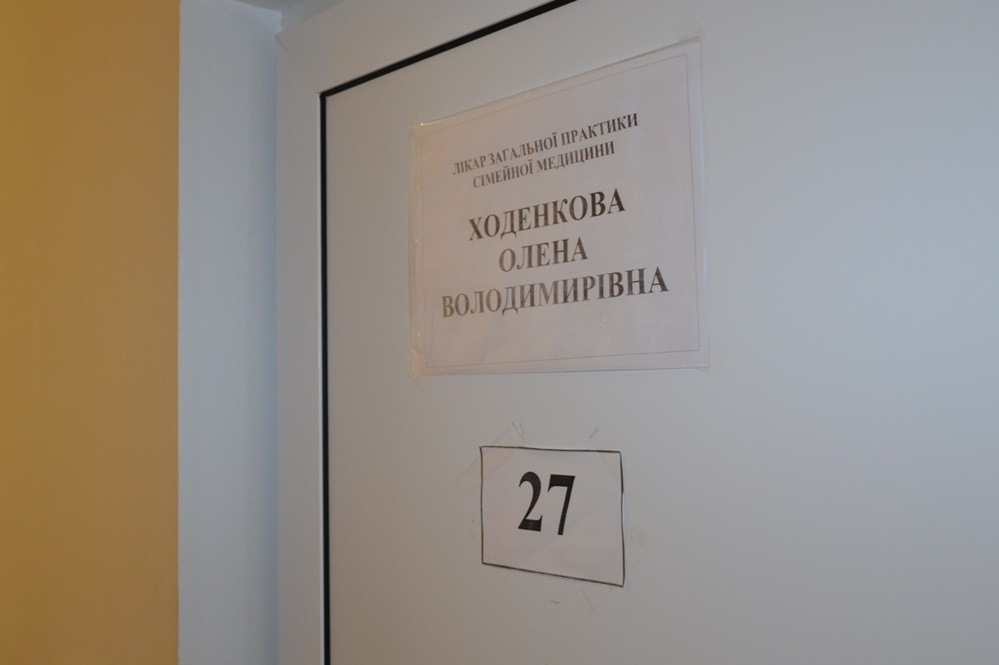 ЛІКАР ЗАГАЛЬНОЇ ПРАКТИКИ
СІМЕЙНОЇ МЕДИЦИНИ
ХОДЕНКОВА
ОЛЕНА
ВОЛОДИМИРІВНА
27